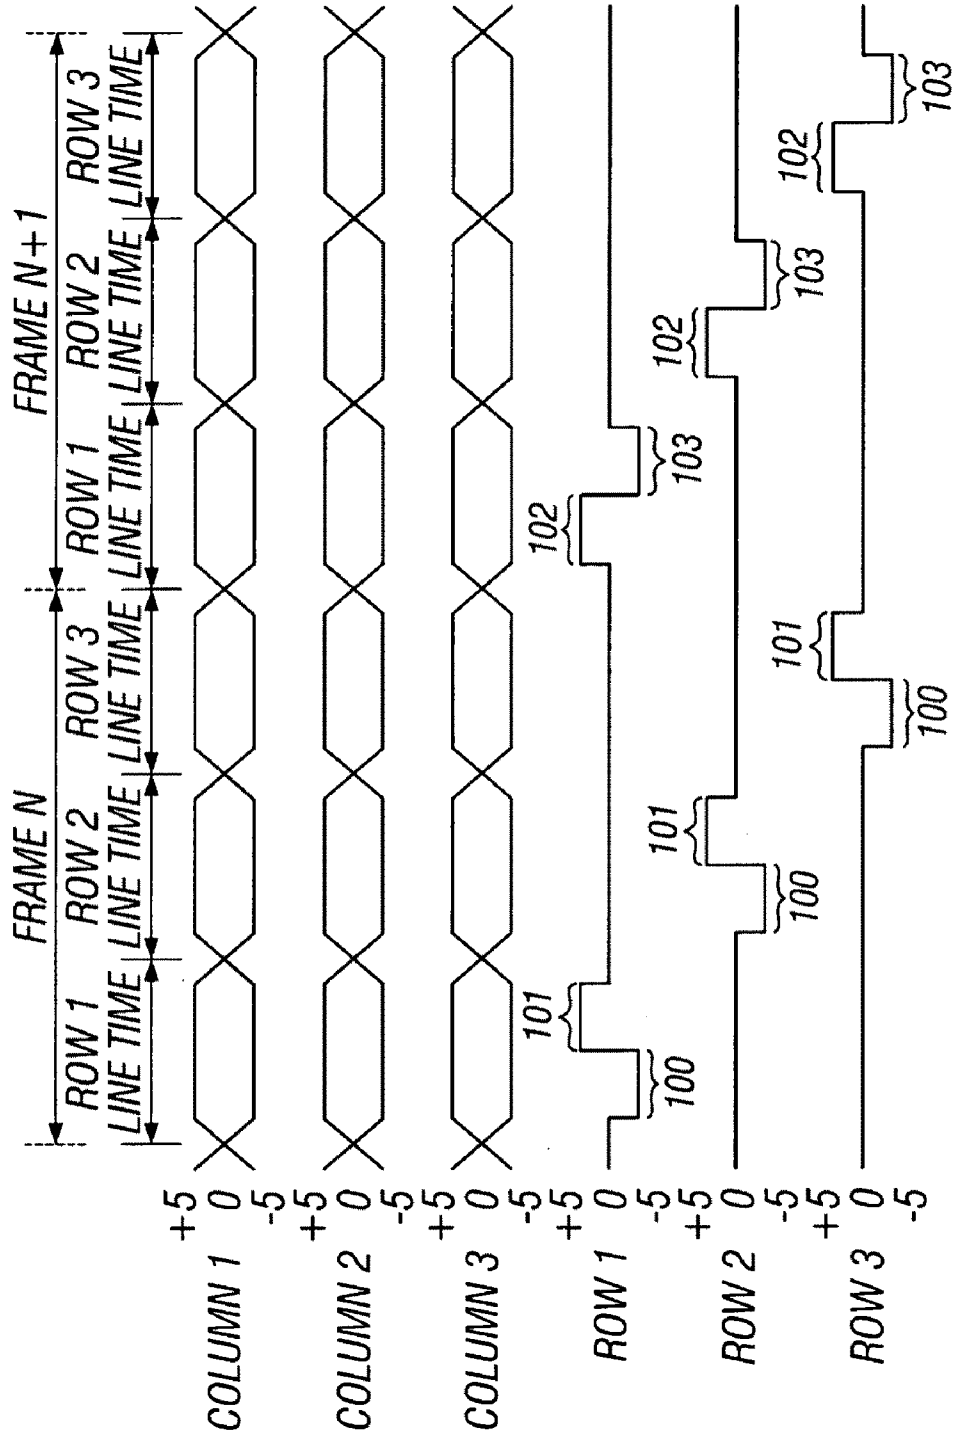 FRAME N
FRAME N+1
ROW 1
LINE TIME
ROW 2
LINE TIME
ROW 3
LINE TIME
ROW 1
LINE TIME
ROW 2
LINE TIME
ROW 3
LINE TIME
COLUMN 1
+5
0
-5
COLUMN 2
+5
0
-5
COLUMN 3
+5
0
-5
ROW 1
+5
0
-5
100
101
102
103
ROW 2
+5
0
-5
100
101
102
103
ROW 3
+5
0
-5
100
101
102
103